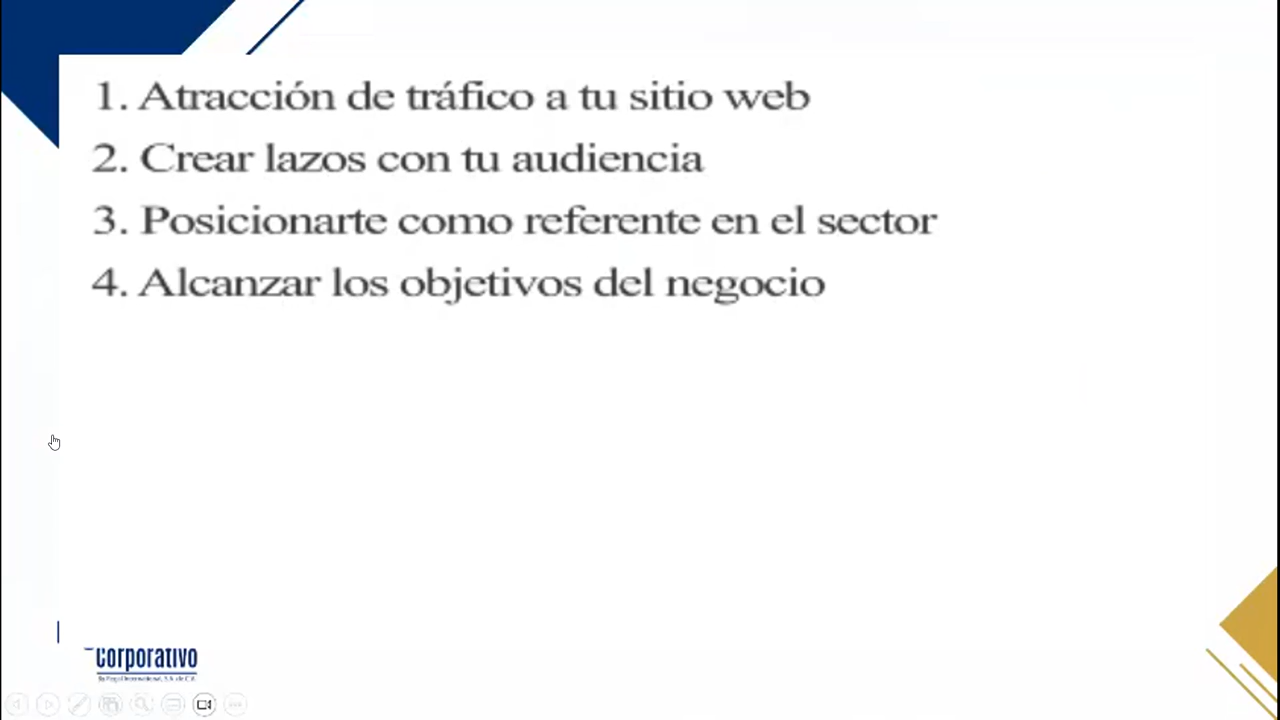 1. Atracción de tráfico a tu sitio web
2. Crear lazos con tu audiencia
3. Posicionarte como referente en el sector
4. Alcanzar los objetivos del negocio
corporativo